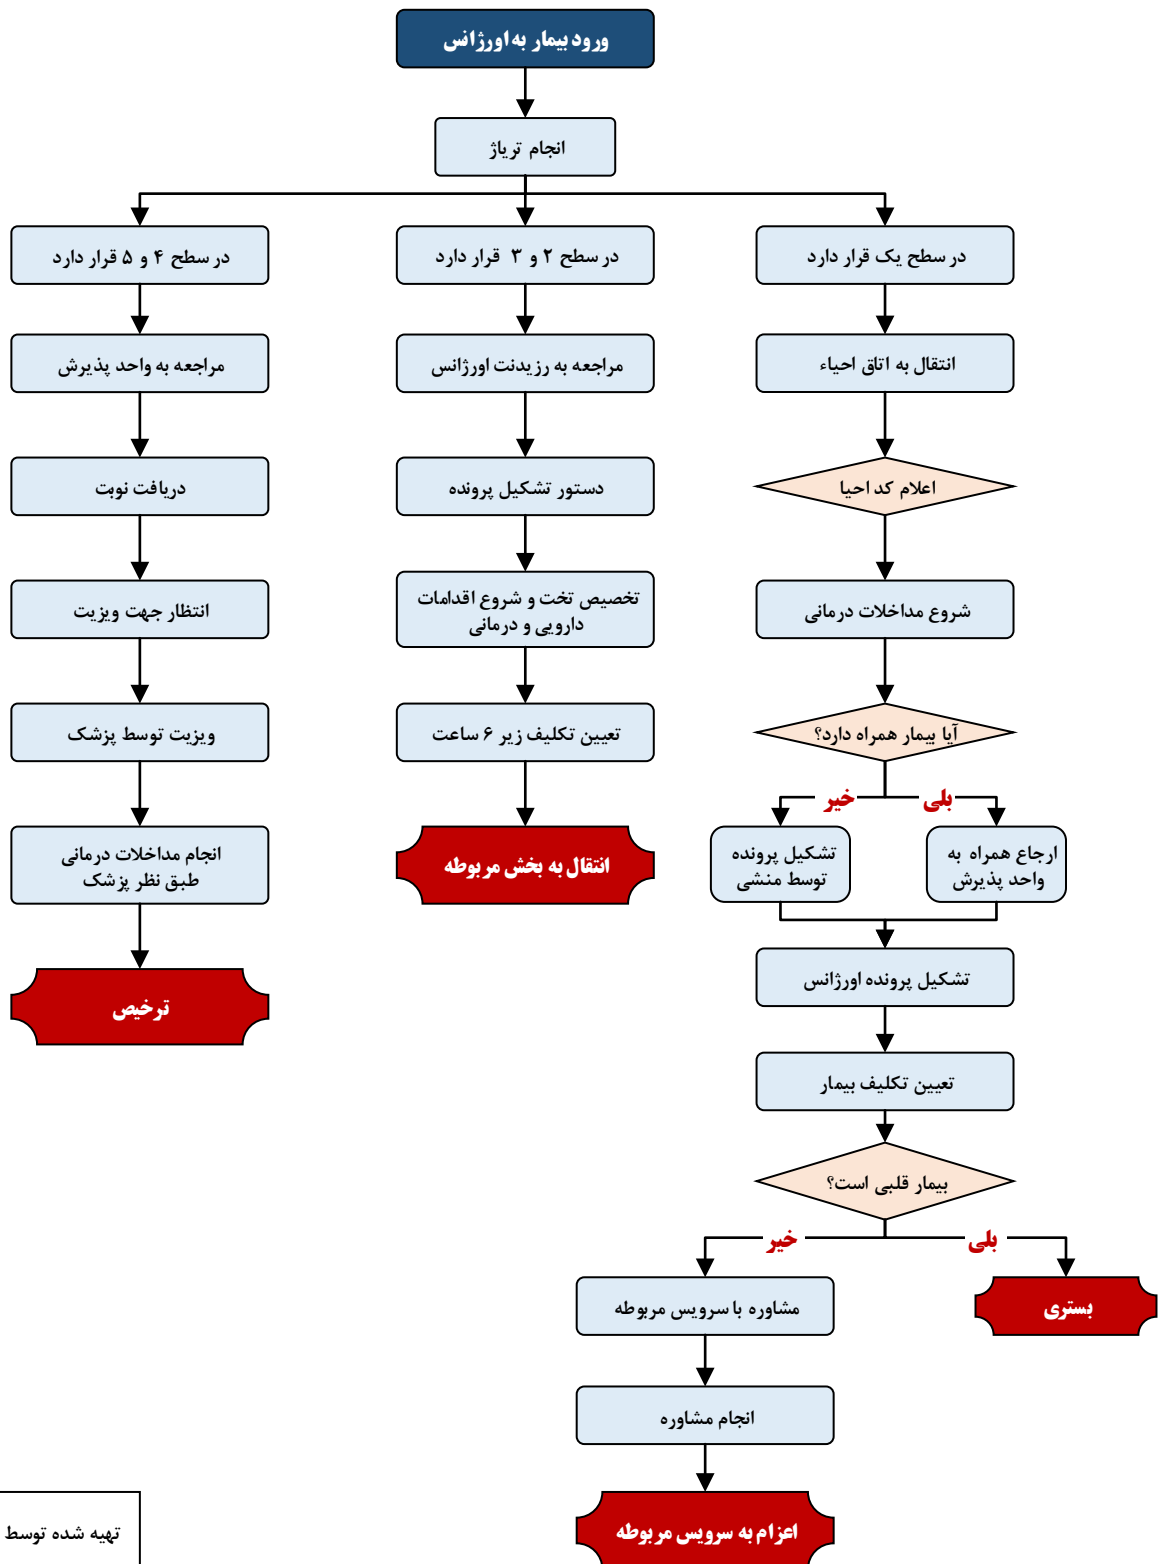 ورود بیمار به اورژانس
انجام تریاژ
در سطح یک قرار دارد
در سطح ۲ و ۳ قرار دارد
در سطح ۴ و ۵ قرار دارد
انتقال به اتاق احیاء
مراجعه به رزیدنت اورژانس
مراجعه به واحد پذیرش
اعلام کد احیا
دستور تشکیل پرونده
دریافت نوبت
شروع مداخلات درمانی
تخصیص تخت و شروع اقدامات
دارویی و درمانی
انتظار جهت ویزیت
آیا بیمار همراه دارد؟
تعیین تکلیف زیر ۶ ساعت
ویزیت توسط پزشک
بلی
خیر
ارجاع همراه به
واحد پذیرش
تشکیل پرونده
توسط منشی
انتقال به بخش مربوطه
انجام مداخلات درمانی
طبق نظر پزشک
تشکیل پرونده اورژانس
ترخیص
تعیین تکلیف بیمار
بیمار قلبی است؟
بلی
خیر
بستری
مشاوره با سرویس مربوطه
انجام مشاوره
اعزام به سرویس مربوطه
تهیه شده توسط